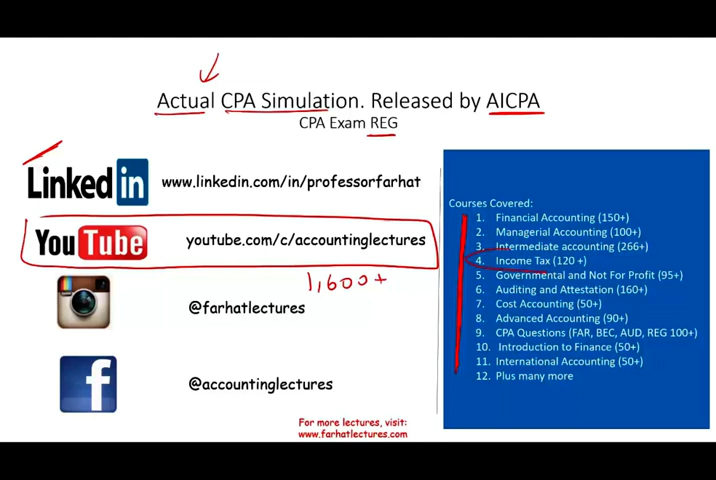 Actual CPA Simulation. Released by AICPA
CPA Exam REG
Linked in
www.linkedin.com/in/professorfarhat
YouTube
youtube.com/c/accountinglectures
1,600+
@farhatlectures
f
@accountinglectures
Courses Covered:
1. Financial Accounting (150+)
2. Managerial Accounting (100+)
3. Intermediate accounting (266+)
4. Income Tax (120 +)
5. Governmental and Not For Profit (95+)
6. Auditing and Attestation (160+)
7. Cost Accounting (50+)
8. Advanced Accounting (90+)
9. CPA Questions (FAR, BEC, AUD, REG 100+)
10. Introduction to Finance (50+)
11. International Accounting (50+)
12. Plus many more
For more lectures, visit:
www.farhatlectures.com